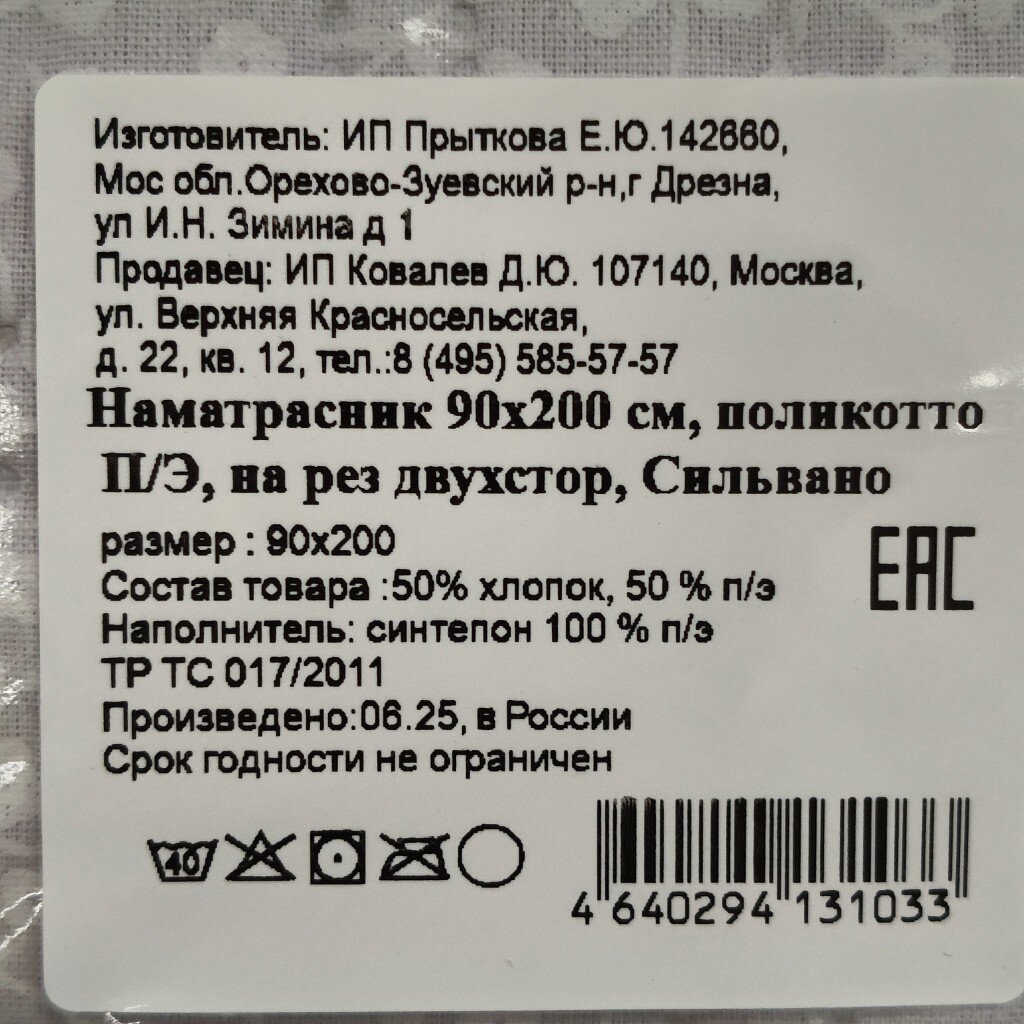 Изготовитель: ИП Прыткова Е.Ю.142660,
Мос обл.Орехово-Зуевский р-н,г Дрезна,
ул И.Н. Зимина д 1
Продавец: ИП Ковалев Д.Ю. 107140, Москва,
ул. Верхняя Красносельская,
д. 22, кв. 12, тел.:8 (495) 585-57-57
Наматрасник 90х200 см, поликотто
П/Э, на рез двухстор, Сильвано
размер : 90х200
Состав товара :50% хлопок, 50 % п/э
EAC
Наполнитель: синтепон 100 % п/э
ТР ТС 017/2011
Произведено:06.25, в России
Срок годности не ограничен
40
4 640294 131033